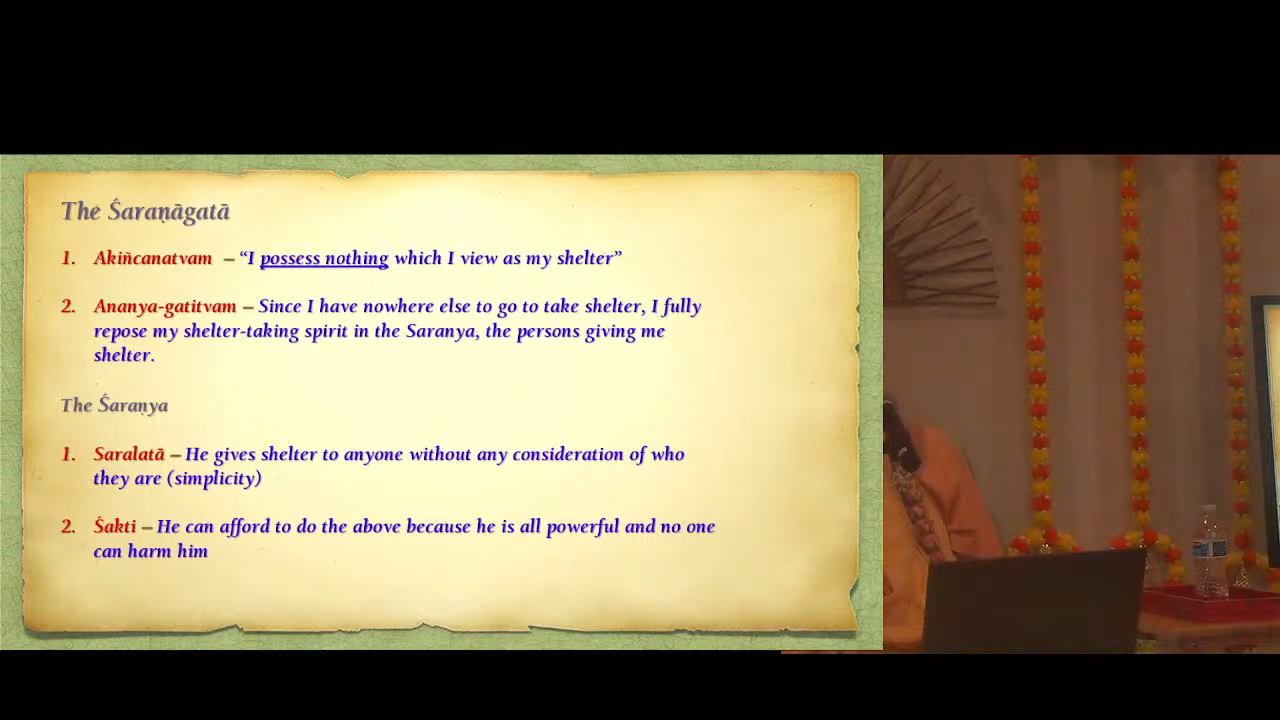 The Śaraṇāgatā
1. Akiñcanatvam – “I possess nothing which I view as my shelter”
2. Ananya-gatitvam – Since I have nowhere else to go to take shelter, I fully
repose my shelter-taking spirit in the Saranya, the persons giving me
shelter.
The Śaraṇya
1. Saralatā – He gives shelter to anyone without any consideration of who
they are (simplicity)
2. Śakti – He can afford to do the above because he is all powerful and no one
can harm him